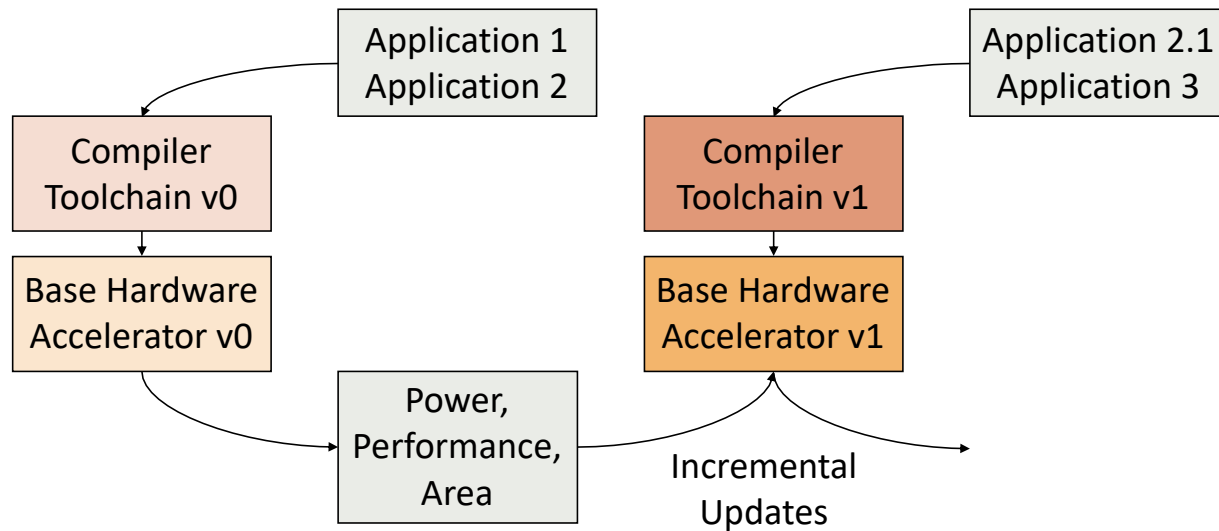 Application 1
Application 2
Compiler
Toolchain v0
Base Hardware
Accelerator v0
Power,
Performance,
Area
Application 2.1
Application 3
Compiler
Toolchain v1
Base Hardware
Accelerator v1
Incremental
Updates